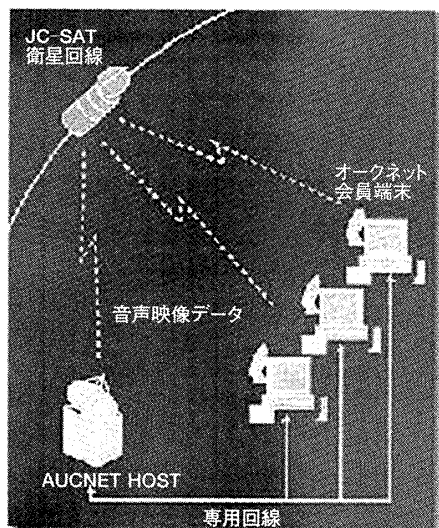 JC-SAT
衛星回線
オークネット
会員端末
音声映像データ
AUCNET HOST
専用回線